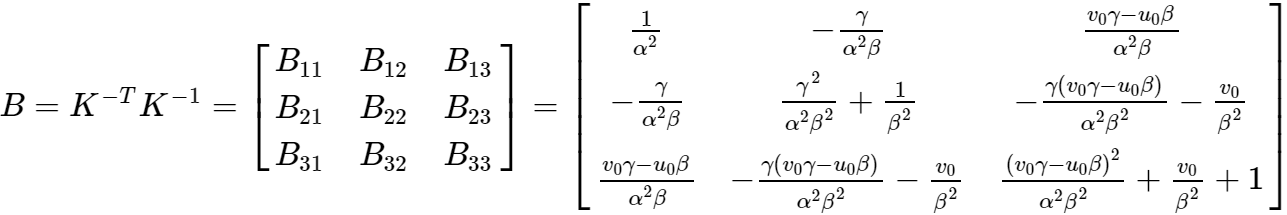 $B = K^{-T}K^{-1} = \begin{bmatrix} B_{11} & B_{12} & B_{13} \\ B_{21} & B_{22} & B_{23} \\ B_{31} & B_{32} & B_{33} \end{bmatrix} = \begin{bmatrix} \frac{1}{\alpha^2} & -\frac{\gamma}{\alpha^2\beta} & \frac{v_0\gamma-u_0\beta}{\alpha^2\beta} \\ -\frac{\gamma}{\alpha^2\beta} & \frac{\gamma^2}{\alpha^2\beta^2}+\frac{1}{\beta^2} & -\frac{\gamma(v_0\gamma-u_0\beta)}{\alpha^2\beta^2}-\frac{v_0}{\beta^2} \\ \frac{v_0\gamma-u_0\beta}{\alpha^2\beta} & -\frac{\gamma(v_0\gamma-u_0\beta)}{\alpha^2\beta^2}-\frac{v_0}{\beta^2} & \frac{(v_0\gamma-u_0\beta)^2}{\alpha^2\beta^2}+\frac{v_0}{\beta^2}+1 \end{bmatrix}$